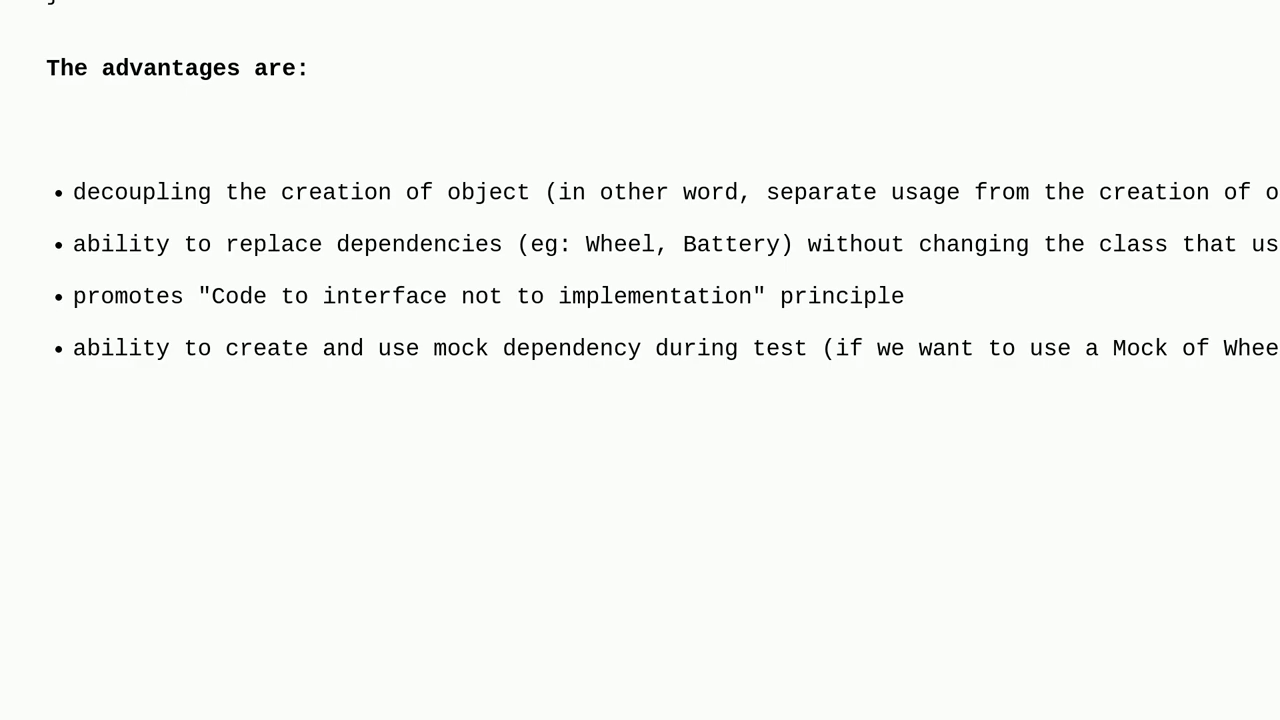 The advantages are:
• decoupling the creation of object (in other word, separate usage from the creation of
• ability to replace dependencies (eg: Wheel, Battery) without changing the class that
• promotes "Code to interface not to implementation" principle
• ability to create and use mock dependency during test (if we want to use a Mock of